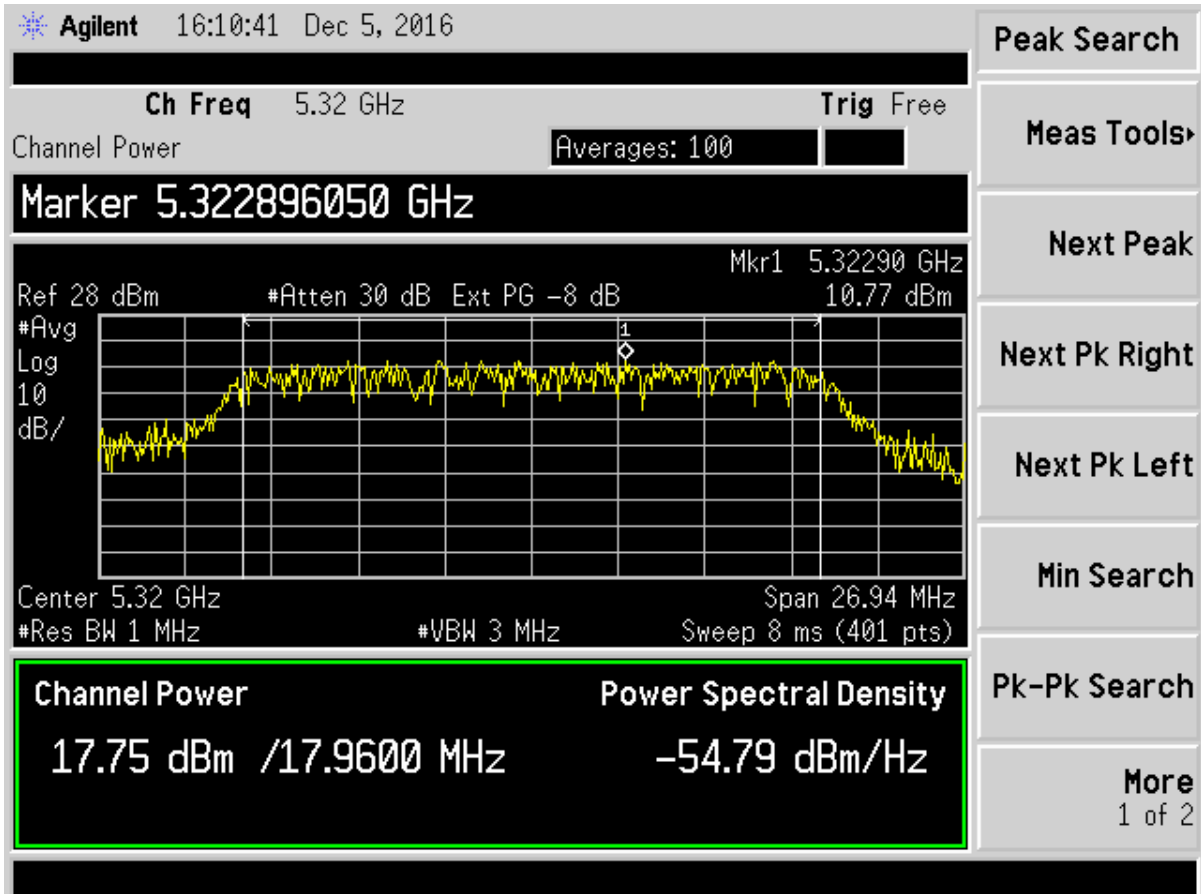 Agilent 16:10:41 Dec 5, 2016
Peak Search
Ch Freq 5.32 GHz Trig Free
Channel Power Averages: 100
Meas Tools
Marker 5.322896050 GHz
Next Peak
Mkr1 5.32290 GHz
Ref 28 dBm #Atten 30 dB Ext PG -8 dB 10.77 dBm
#Avg
Log
10
dB/
1
Next Pk Right
Next Pk Left
Min Search
Center 5.32 GHz Span 26.94 MHz
#Res BW 1 MHz #VBW 3 MHz Sweep 8 ms (401 pts)
Channel Power Power Spectral Density
17.75 dBm /17.9600 MHz -54.79 dBm/Hz
Pk-Pk Search
More
1 of 2